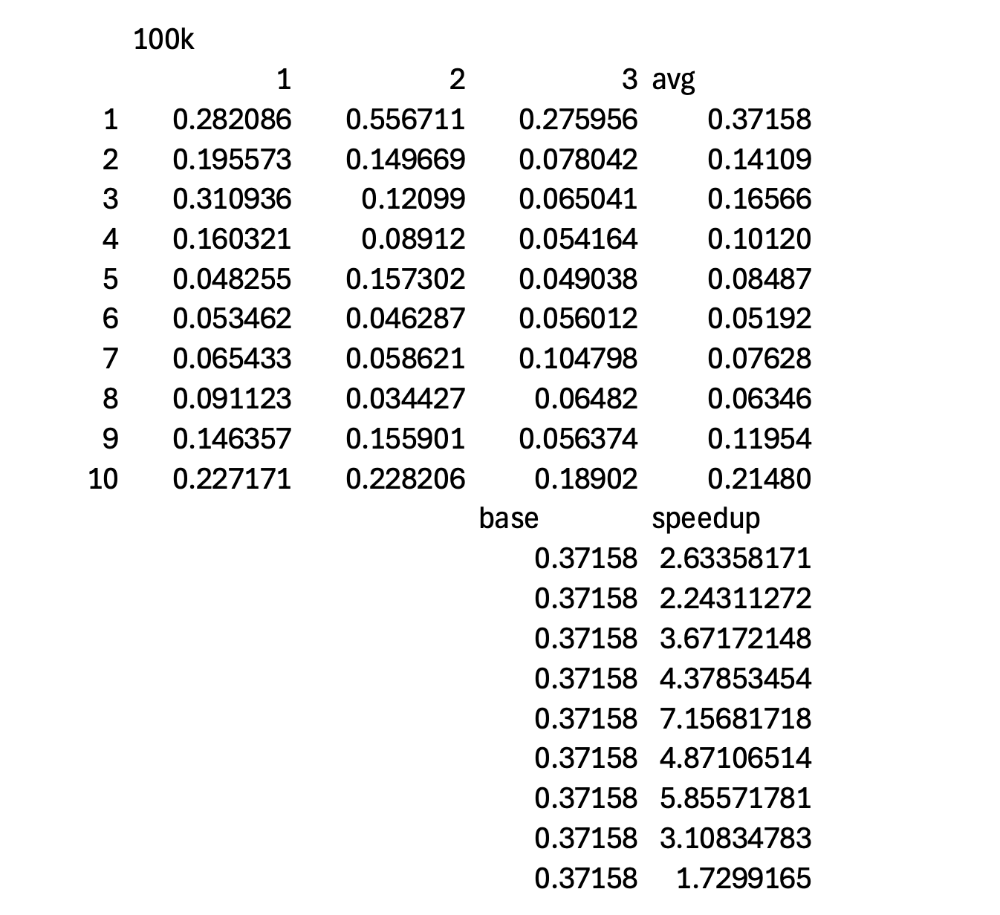 100k
1 2 3 avg
1 0.282086 0.556711 0.275956 0.37158
2 0.195573 0.149669 0.078042 0.14109
3 0.310936 0.12099 0.065041 0.16566
4 0.160321 0.08912 0.054164 0.10120
5 0.048255 0.157302 0.049038 0.08487
6 0.053462 0.046287 0.056012 0.05192
7 0.065433 0.058621 0.104798 0.07628
8 0.091123 0.034427 0.06482 0.06346
9 0.146357 0.155901 0.056374 0.11954
10 0.227171 0.228206 0.18902 0.21480
base speedup
0.37158 2.63358171
0.37158 2.24311272
0.37158 3.67172148
0.37158 4.37853454
0.37158 7.15681718
0.37158 4.87106514
0.37158 5.85571781
0.37158 3.10834783
0.37158 1.7299165